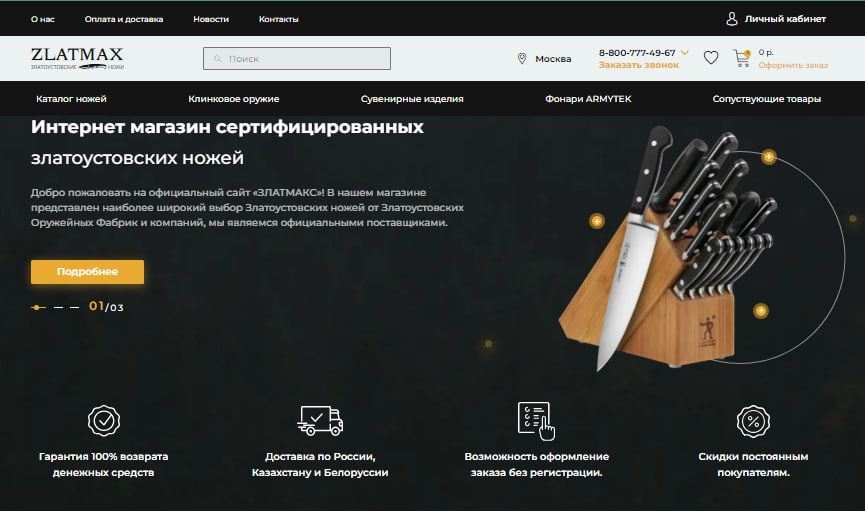 О нас
Оплата и доставка
Новости
Контакты
Личный кабинет
ZLATMAX
ЗЛАТОУСТОВСКИЕ НОЖИ
Поиск
Москва
8-800-777-49-67
Заказать звонок
0 р.
Оформить заказ
Каталог ножей
Клинковое оружие
Сувенирные изделия
Фонари ARMYTEK
Сопуствующие товары
Интернет магазин сертифицированных
златоустовских ножей
Добро пожаловать на официальный сайт «ЗЛАТМАКС»! В нашем магазине
представлен наиболее широкий выбор Златоустовских ножей от Златоустовских
Оружейных Фабрик и компаний, мы являемся официальными поставщиками.
Подробнее
01/03
Гарантия 100% возврата
денежных средств
Доставка по России,
Казахстану и Белоруссии
Возможность оформление
заказа без регистрации.
Скидки постоянным
покупателям.